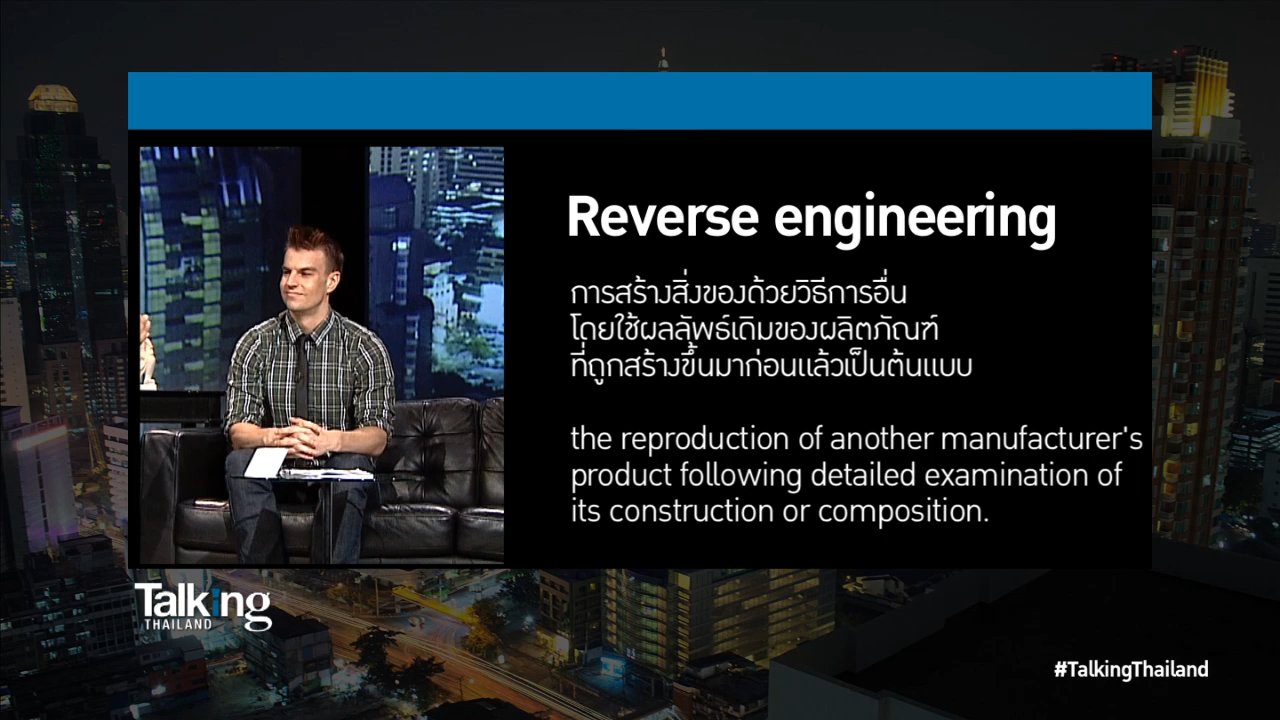 Reverse engineering
การสร้างสิ่งของด้วยวิธีการอื่น
โดยใช้ผลลัพธ์เดิมของผลิตภัณฑ์
ที่ถูกสร้างขึ้นมาก่อนแล้วเป็นต้นแบบ
the reproduction of another manufacturer's
product following detailed examination of
its construction or composition.
Talking
THAILAND
#TalkingThailand